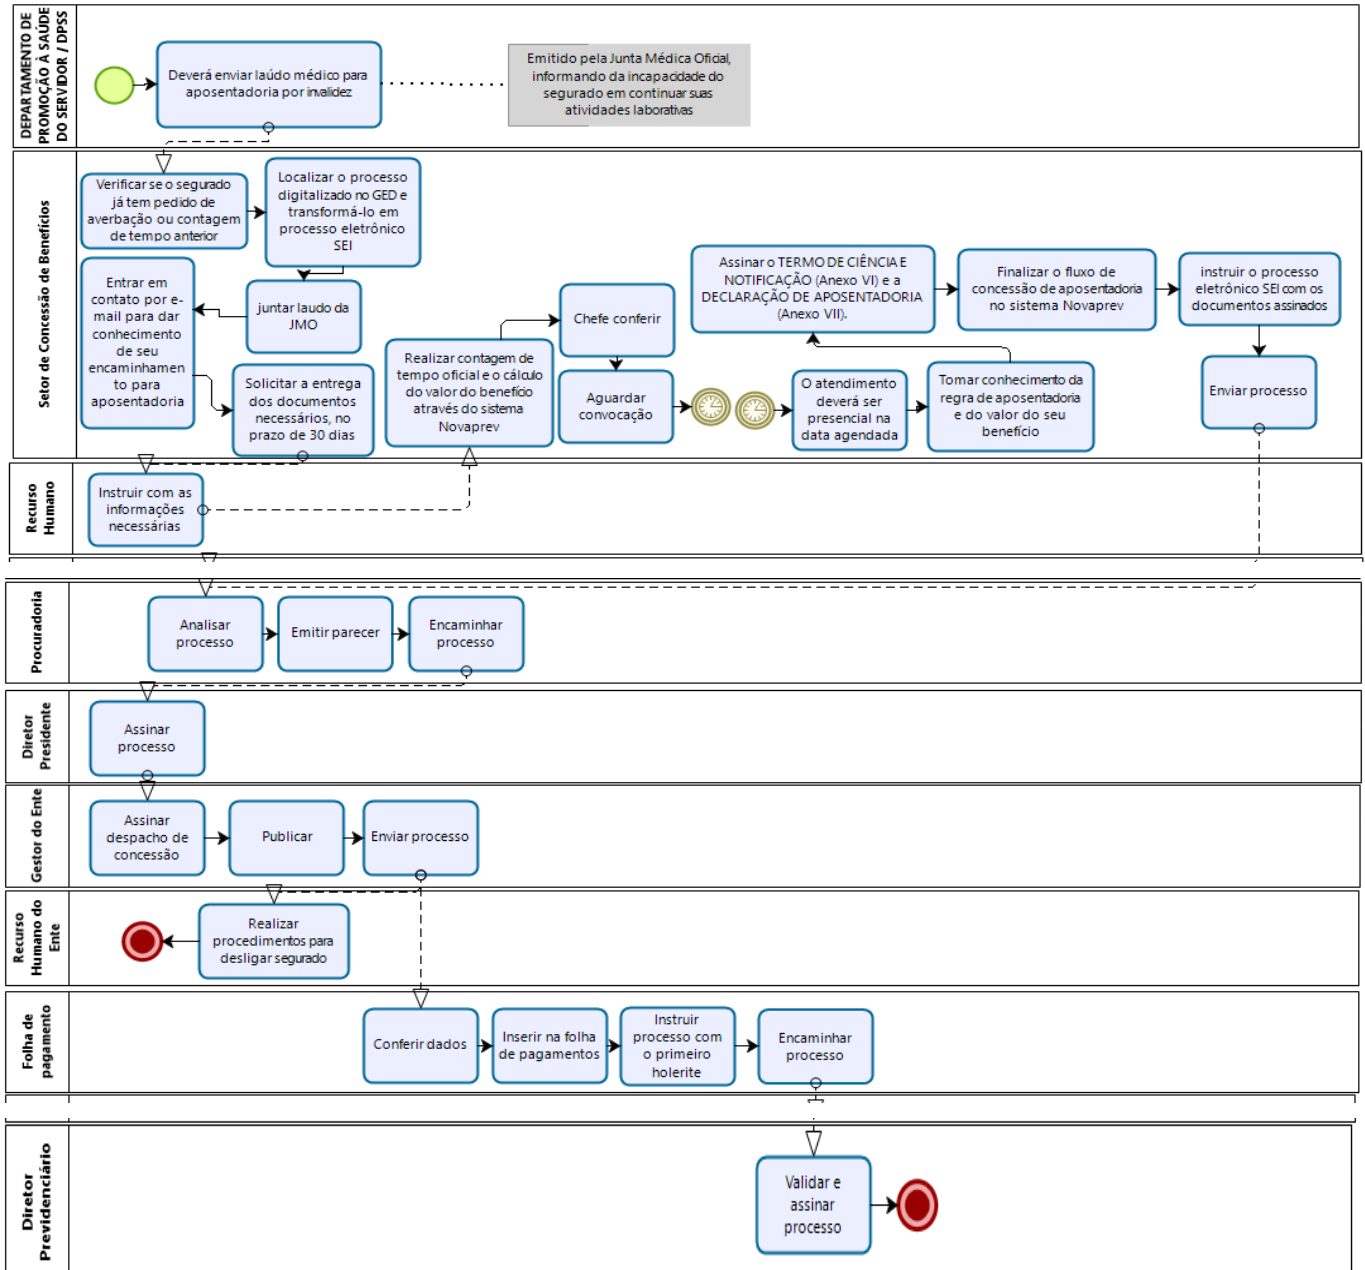 DEPARTAMENTO DE
PROMOÇÃO À SAÚDE
DO SERVIDOR / DPSS
Deverá enviar laúdo médico para
aposentadoria por invalidez
Emitido pela Junta Médica Oficial,
informando da incapacidade do
segurado em continuar suas
atividades laborativas
Setor de Concessão de Benefícios
Verificar se o segurado
já tem pedido de
averbação ou contagem
de tempo anterior
Localizar o processo
digitalizado no GED e
transformá-lo em
processo eletrônico
SEI
juntar laudo da
JMO
Entrar em
contato por e-
mail para dar
conhecimento
de seu
encaminhamen
to para
aposentadoria
Solicitar a entrega
dos documentos
necessários, no
prazo de 30 dias
Realizar contagem de
tempo oficial e o cálculo
do valor do benefício
através do sistema
Novaprev
Chefe conferir
Aguardar
convocação
O atendimento
deverá ser
presencial na
data agendada
Tomar conhecimento da
regra de aposentadoria
e do valor do seu
benefício
Assinar o TERMO DE CIÊNCIA E
NOTIFICAÇÃO (Anexo VI) e a
DECLARAÇÃO DE APOSENTADORIA
(Anexo VII).
Finalizar o fluxo de
concessão de aposentadoria
no sistema Novaprev
instruir o processo
eletrônico SEI com os
documentos assinados
Enviar processo
Recurso
Humano
Instruir com as
informações
necessárias
Procuradoria
Analisar
processo
Emitir parecer
Encaminhar
processo
Diretor
Presidente
Assinar
processo
Gestor do Ente
Assinar
despacho de
concessão
Publicar
Enviar processo
Recurso
Humano do
Ente
Realizar
procedimentos para
desligar segurado
Folha de
pagamento
Conferir dados
Inserir na folha
de pagamentos
Instruir
processo com
o primeiro
holerite
Encaminhar
processo
Diretor
Previdenciário
Validar e
assinar
processo